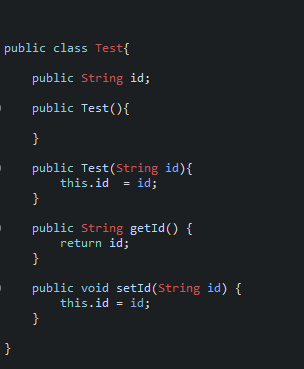 public class Test{
public String id;
public Test(){
}
public Test(String id){
this.id  = id;
}
public String getId() {
return id;
}
public void setId(String id) {
this.id = id;
}
}